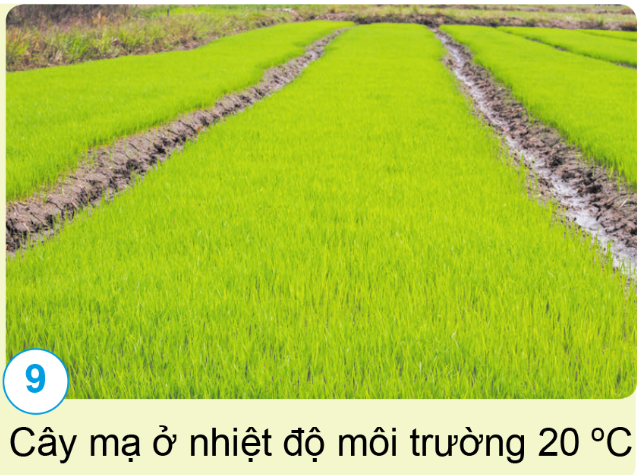 9
Cây mạ ở nhiệt độ môi trường 20 ºC